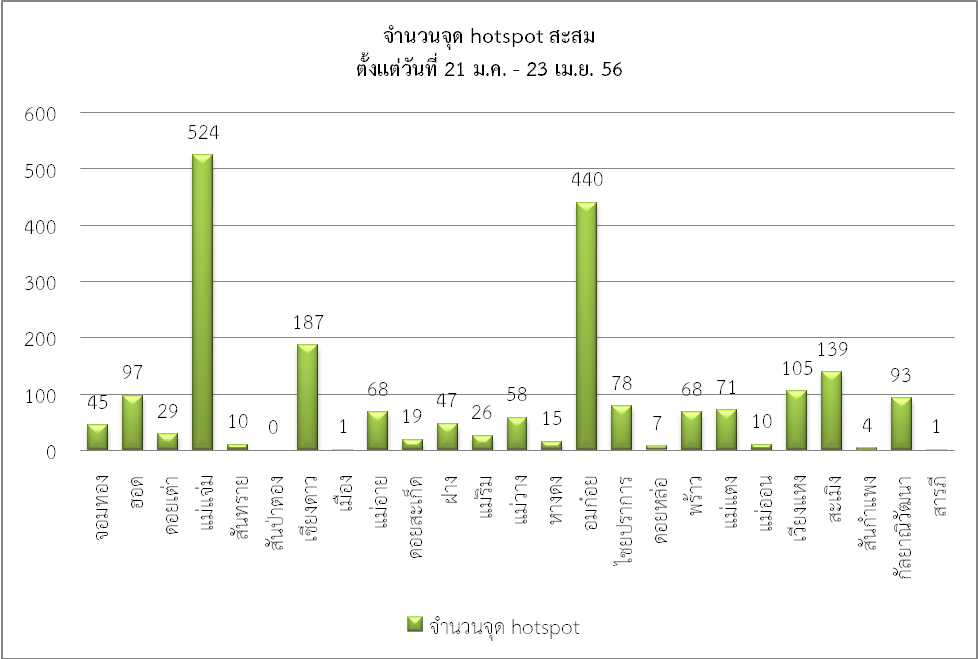 จำนวนจุด hotspot สะสม
ตั้งแต่วันที่ 21 ม.ค. - 23 เม.ย. 56
600
500
400
300
200
100
0
45
97
29
524
10
0
187
1
68
19
47
26
58
15
440
78
7
68
71
10
105
139
4
93
1
จอมทอง
ฮอด
ดอยเต่า
แม่แจ่ม
สันทราย
สันป่าตอง
เชียงดาว
เมือง
แม่อาย
ดอยสะเก็ด
ฝาง
แม่ริม
แม่วาง
หางดง
อมก๋อย
ไชยปราการ
ดอยหล่อ
พร้าว
แม่แตง
แม่ออน
เวียงแหง
สะเมิง
สันกำแพง
กัลยาณิวัฒนา
สารภี
จำนวนจุด hotspot